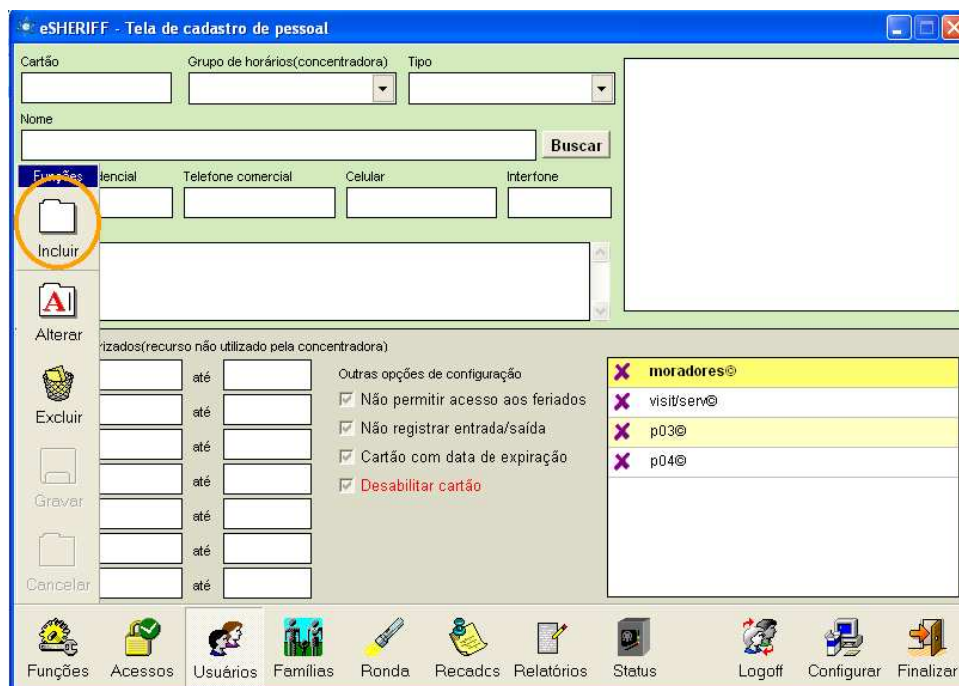 eSHERIFF - Tela de cadastro de pessoal
Cartão Grupo de horários(concentradora) Tipo
Nome
Buscar
Funções dencial Telefone comercial Celular Interfone
Incluir
Alterar
rizados(recurso não utilizado pela concentradora)
até Outras opções de configuração moradores©
Excluir até Não permitir acesso aos feriados visit/serv©
até Não registrar entrada/saída p03©
até Cartão com data de expiração p04©
Gravar até Desabilitar cartão
até
Cancelar até
Funções Acessos Usuários Famílias Ronda Recados Relatórios Status Logoff Configurar Finalizar